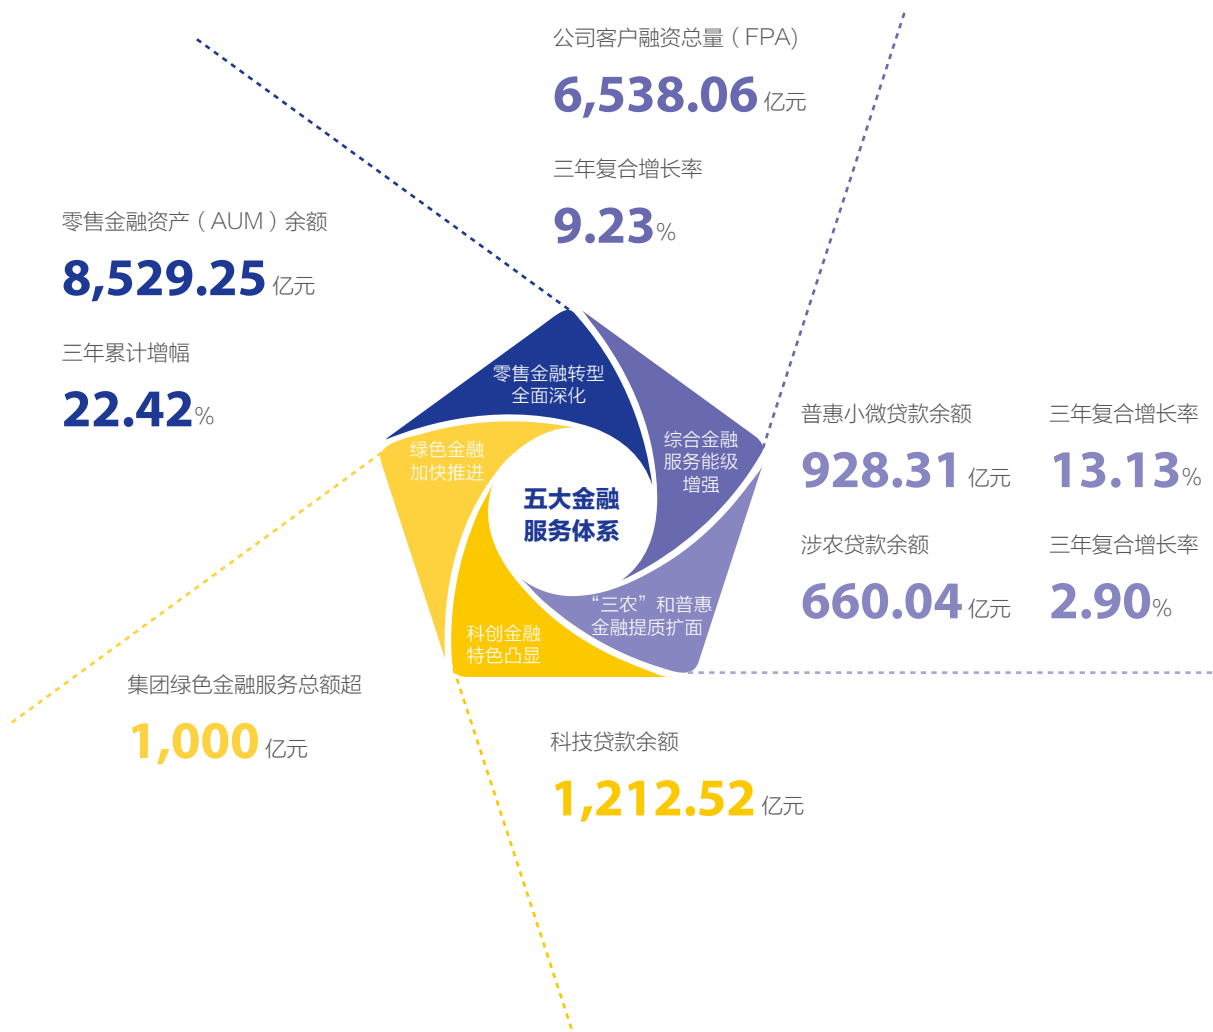 公司客户融资总量（FPA)
6,538.06 亿元
三年复合增长率
9.23%
零售金融资产（AUM）余额
8,529.25 亿元
三年累计增幅
22.42%
零售金融转型
全面深化
综合金融
服务能级
增强
绿色金融
加快推进
五大金融
服务体系
“三农”和普惠
金融提质扩面
科创金融
特色凸显
普惠小微贷款余额
928.31 亿元
三年复合增长率
13.13%
涉农贷款余额
660.04 亿元
三年复合增长率
2.90%
集团绿色金融服务总额超
1,000 亿元
科技贷款余额
1,212.52 亿元